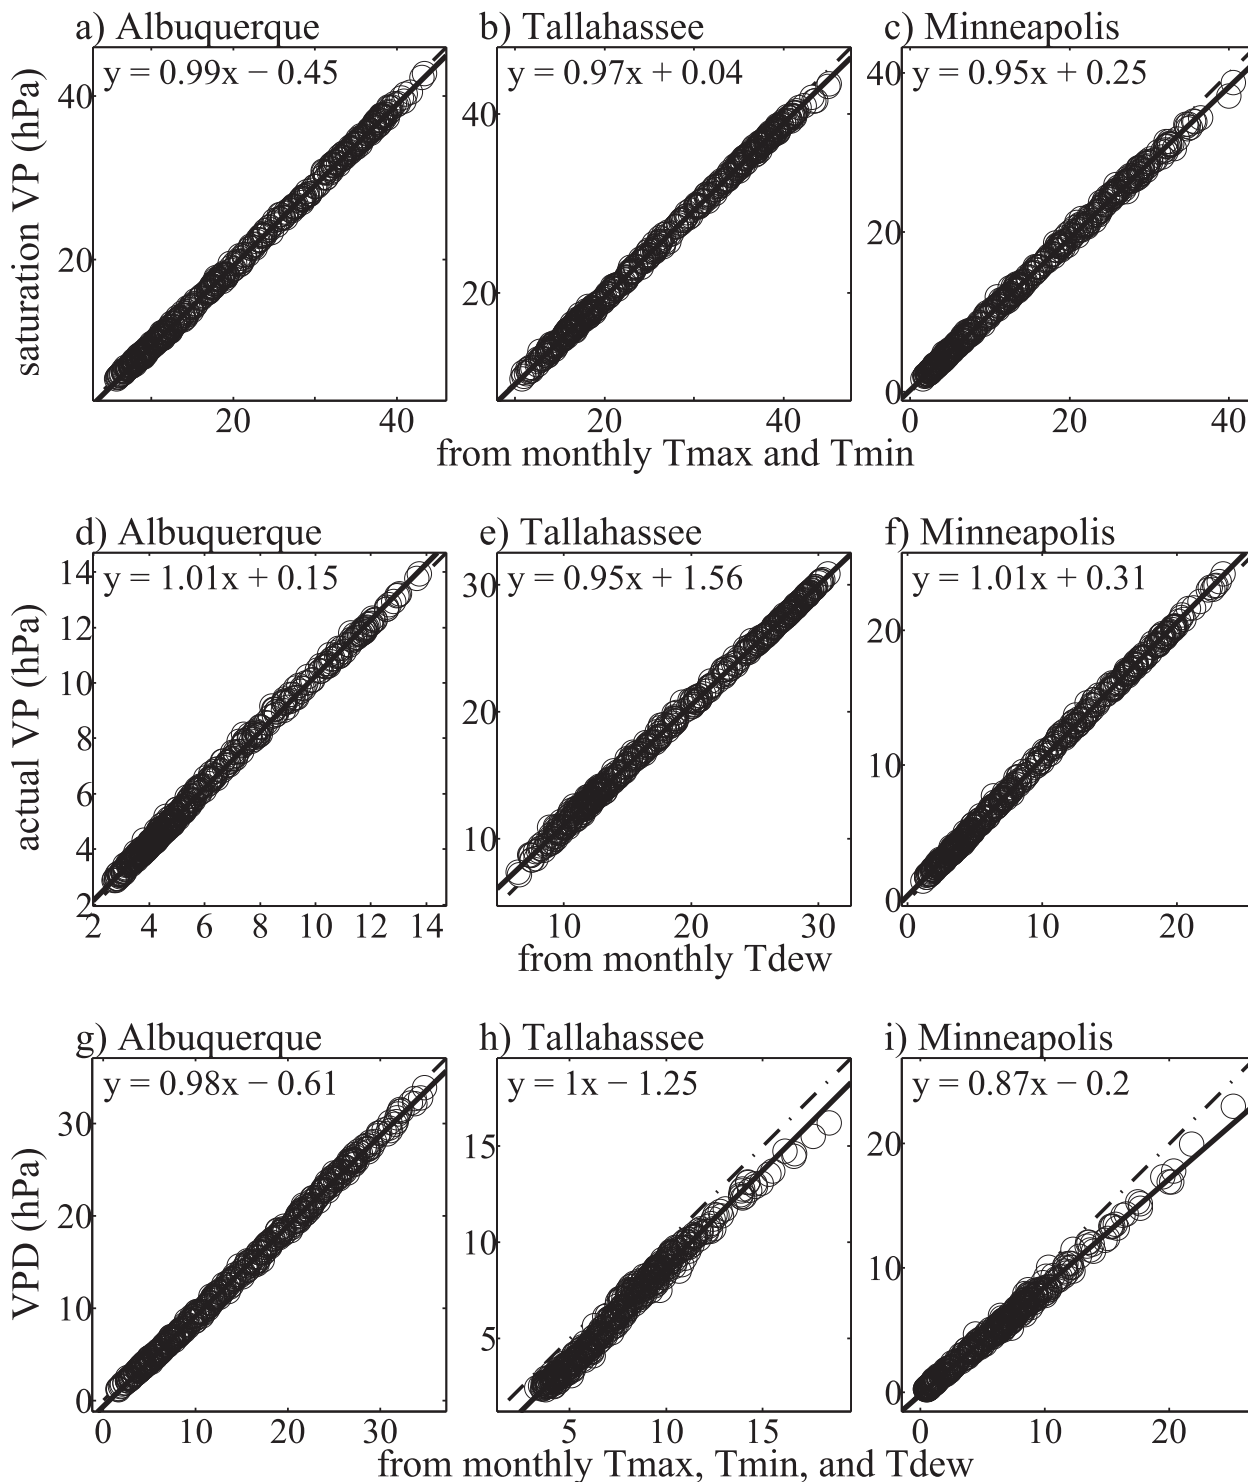 a) Albuquerque
b) Tallahassee
c) Minneapolis
y = 0.99x − 0.45
y = 0.97x + 0.04
y = 0.95x + 0.25
saturation VP (hPa)
40
20
20
40
40
20
20
40
40
20
0
0
20
40
from monthly Tmax and Tmin
d) Albuquerque
e) Tallahassee
f) Minneapolis
y = 1.01x + 0.15
y = 0.95x + 1.56
y = 1.01x + 0.31
actual VP (hPa)
14
12
10
8
6
4
2
2
4
6
8
10
12
14
30
20
10
10
20
30
20
10
0
0
10
20
from monthly Tdew
g) Albuquerque
h) Tallahassee
i) Minneapolis
y = 0.98x − 0.61
y = 1x − 1.25
y = 0.87x − 0.2
VPD (hPa)
30
20
10
0
0
10
20
30
15
10
5
5
10
15
20
10
0
0
10
20
from monthly Tmax, Tmin, and Tdew